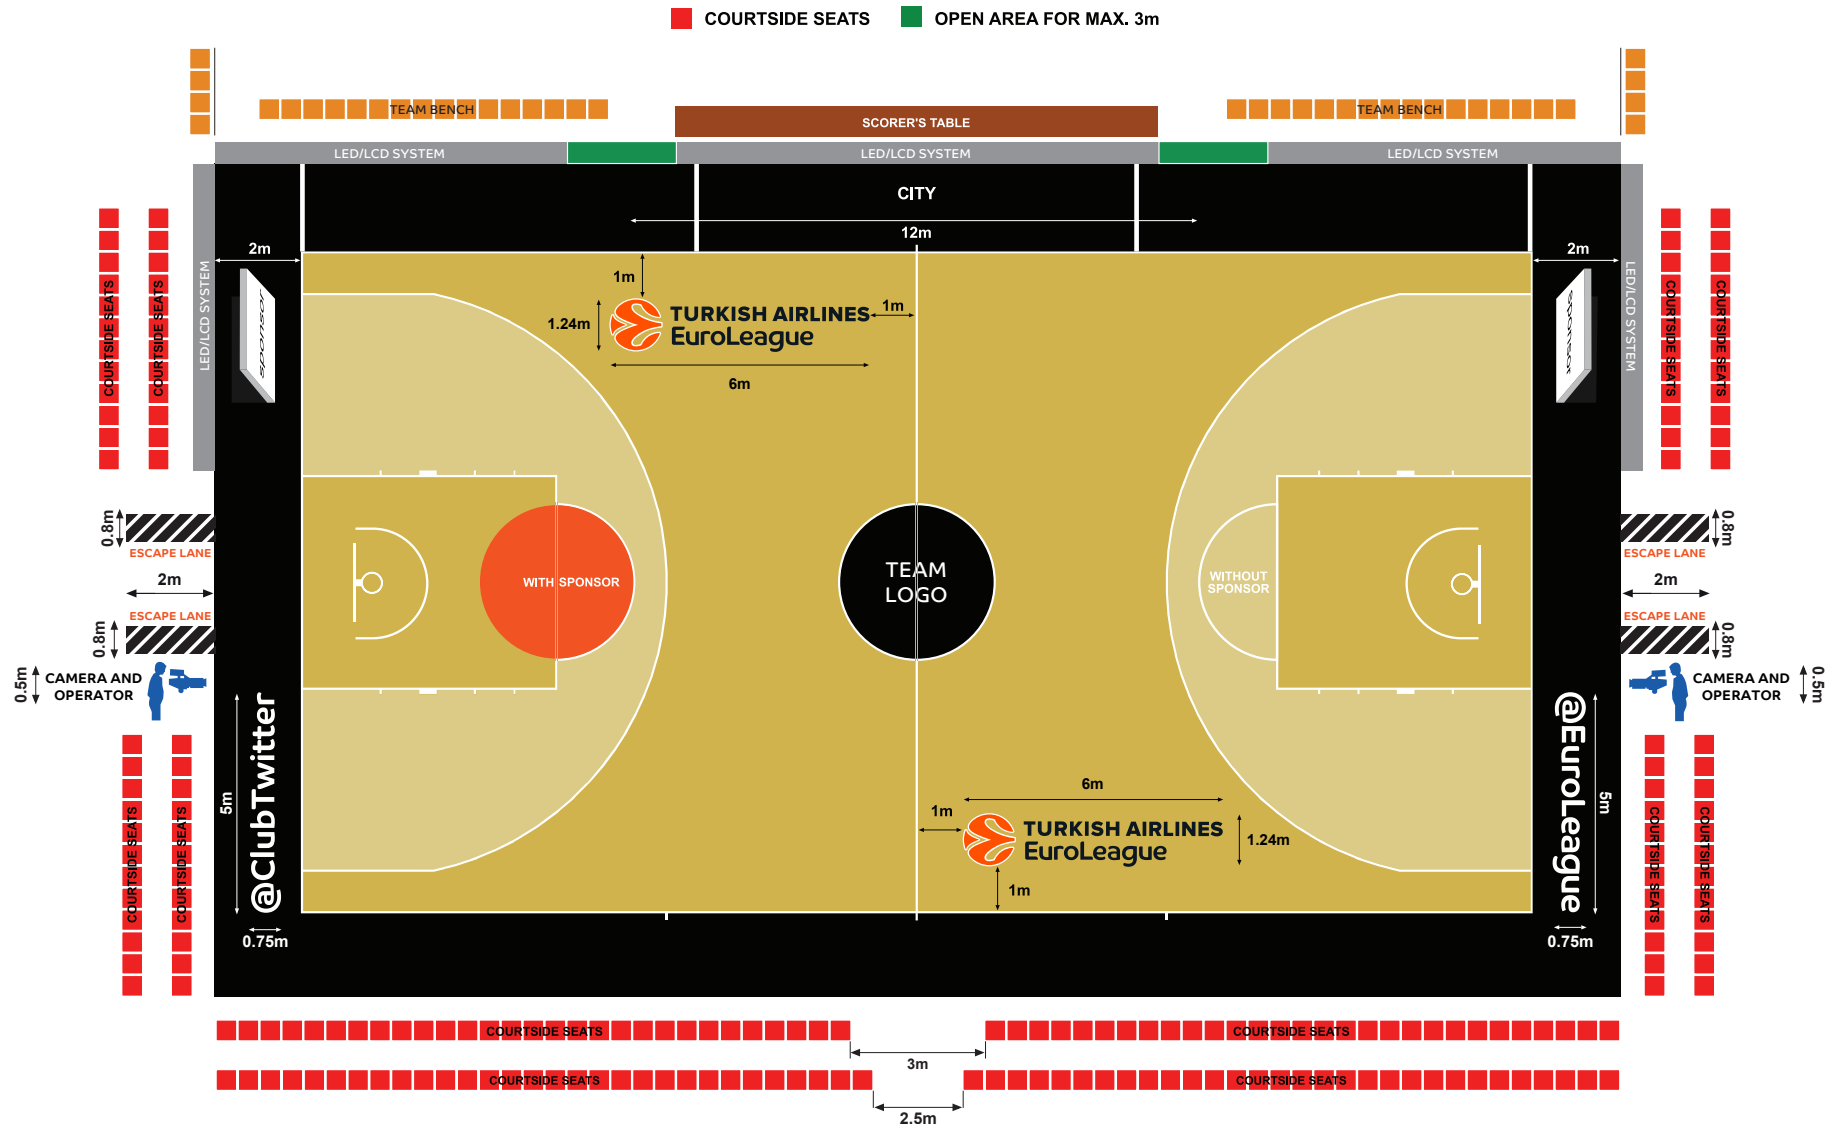 COURTSIDE SEATS
OPEN AREA FOR MAX. 3m
TEAM BENCH
SCORER'S TABLE
TEAM BENCH
LED/LCD SYSTEM
LED/LCD SYSTEM
LED/LCD SYSTEM
CITY
12m
2m
2m
1m
1m
1.24m
TURKISH AIRLINES
EuroLeague
6m
COURTSIDE SEATS
COURTSIDE SEATS
LED/LCD SYSTEM
sponsor
sponsor
LED/LCD SYSTEM
COURTSIDE SEATS
COURTSIDE SEATS
0.8m
ESCAPE LANE
2m
ESCAPE LANE
0.8m
0.5m
CAMERA AND
OPERATOR
WITH SPONSOR
TEAM
LOGO
WITHOUT
SPONSOR
0.8m
ESCAPE LANE
2m
ESCAPE LANE
0.8m
CAMERA AND
OPERATOR
0.5m
COURTSIDE SEATS
COURTSIDE SEATS
5m
@ClubTwitter
0.75m
6m
1m
TURKISH AIRLINES
EuroLeague
1.24m
1m
@EuroLeague
5m
0.75m
COURTSIDE SEATS
COURTSIDE SEATS
COURTSIDE SEATS
COURTSIDE SEATS
3m
COURTSIDE SEATS
COURTSIDE SEATS
2.5m